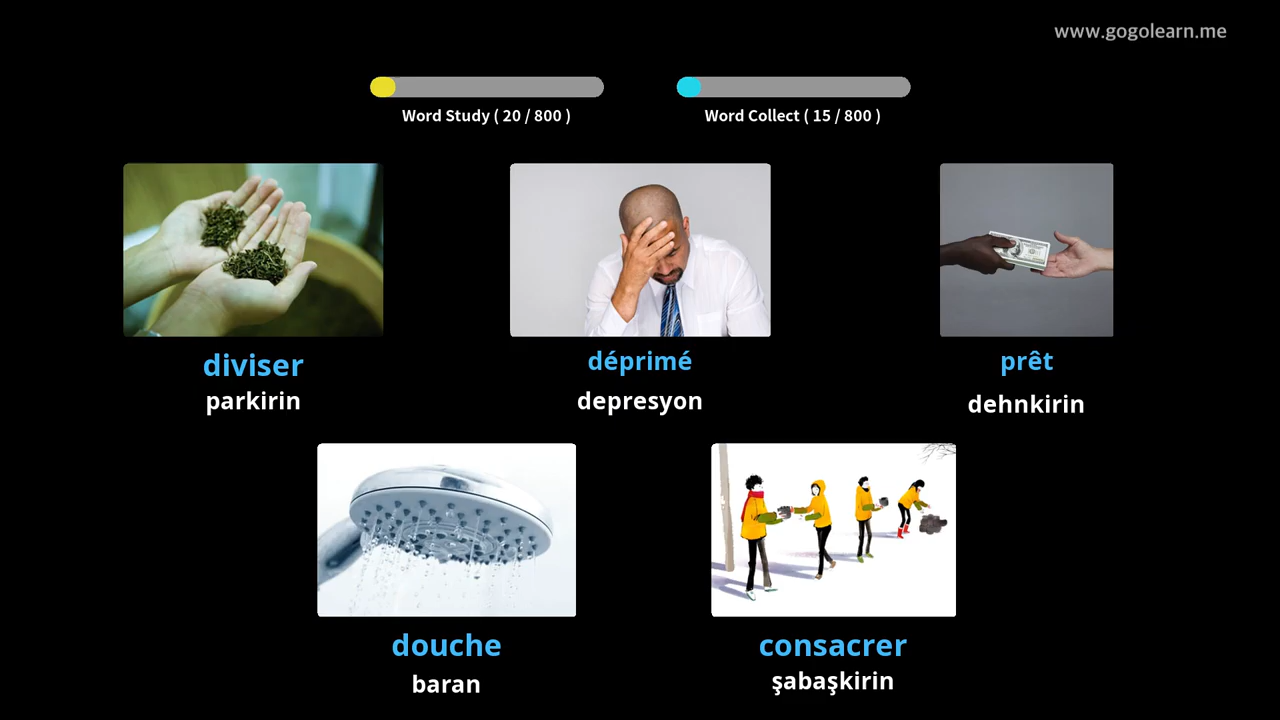 www.gogolearn.me
Word Study ( 20 / 800 )
Word Collect ( 15 / 800 )
diviser
parkirin
déprimé
depresyon
prêt
dehnkirin
douche
baran
consacrer
şabaşkirin